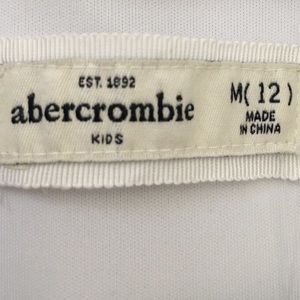 EST. 1892
abercrombie
KIDS
M( 12 )
MADE
IN CHINA